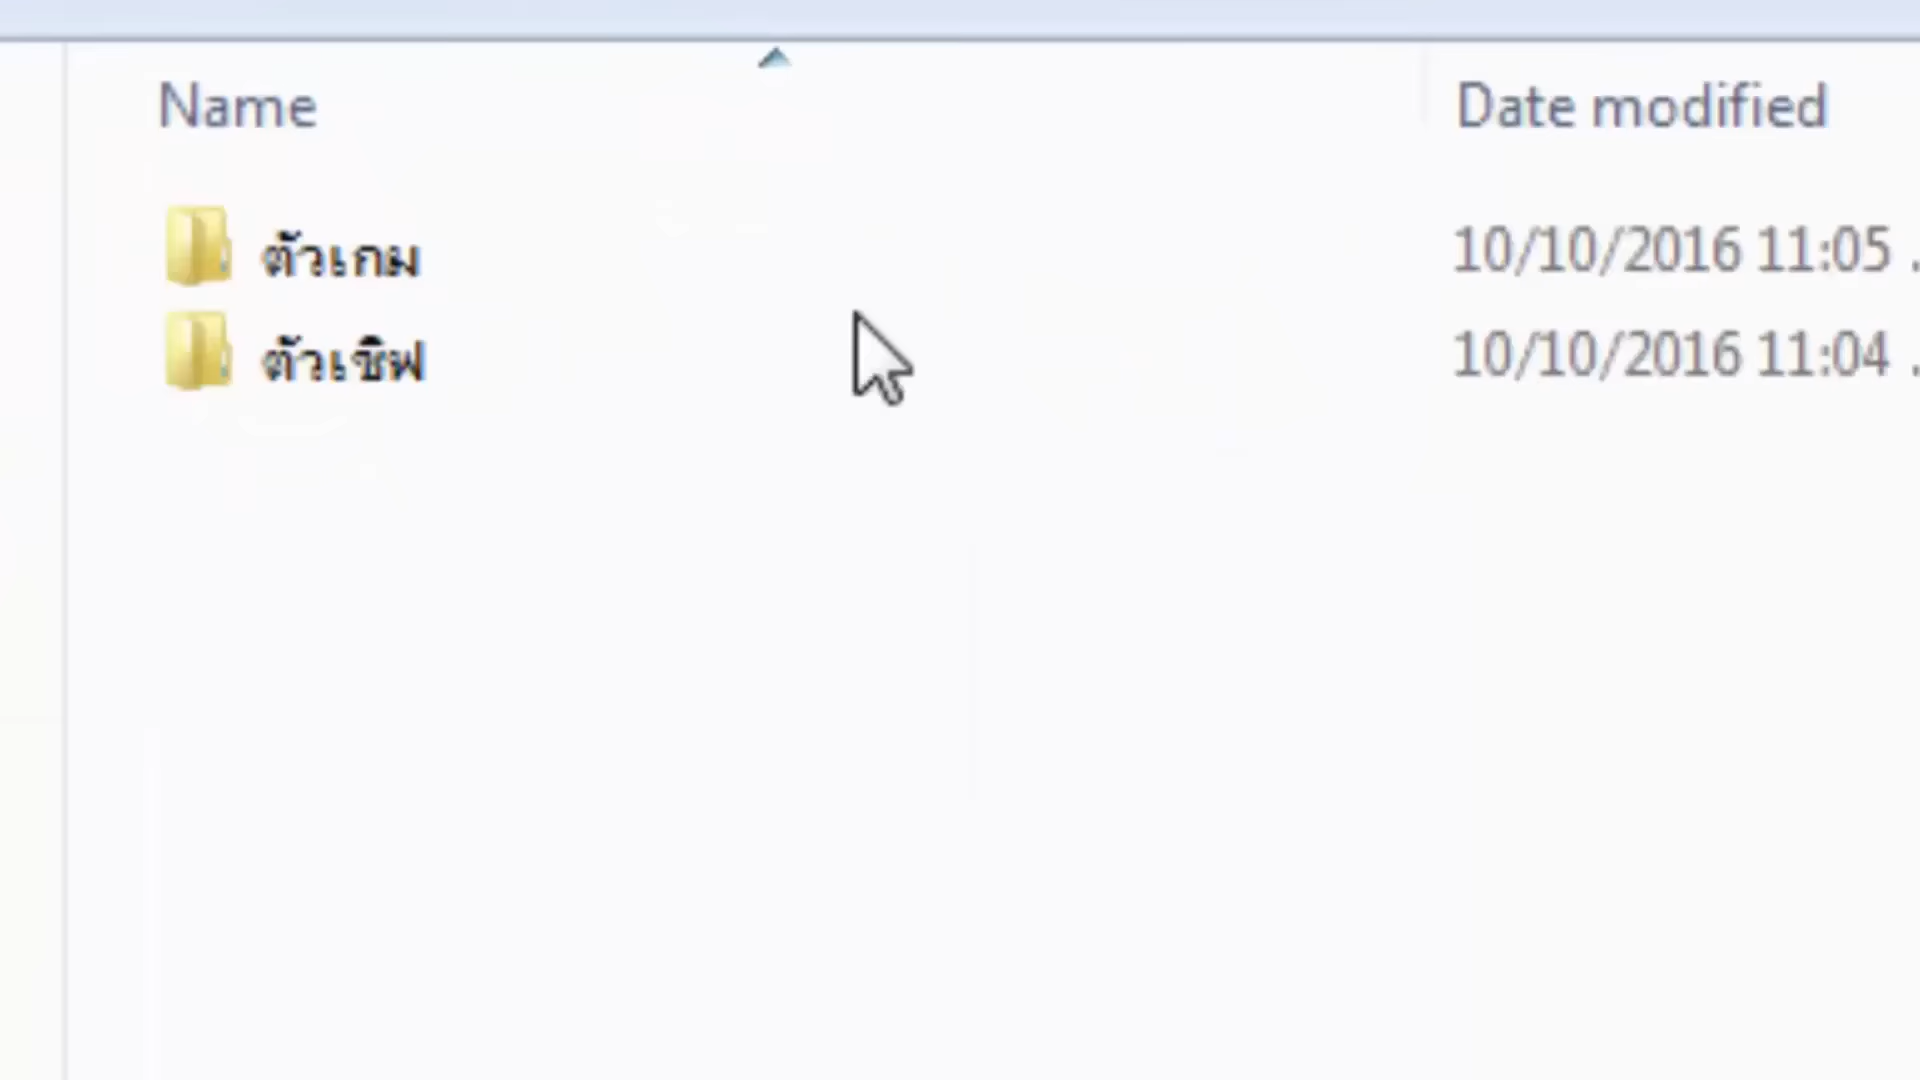 Name Date modified
ตัวเกม 10/10/2016 11:05 .
ตัวเซิฟ 10/10/2016 11:04 .